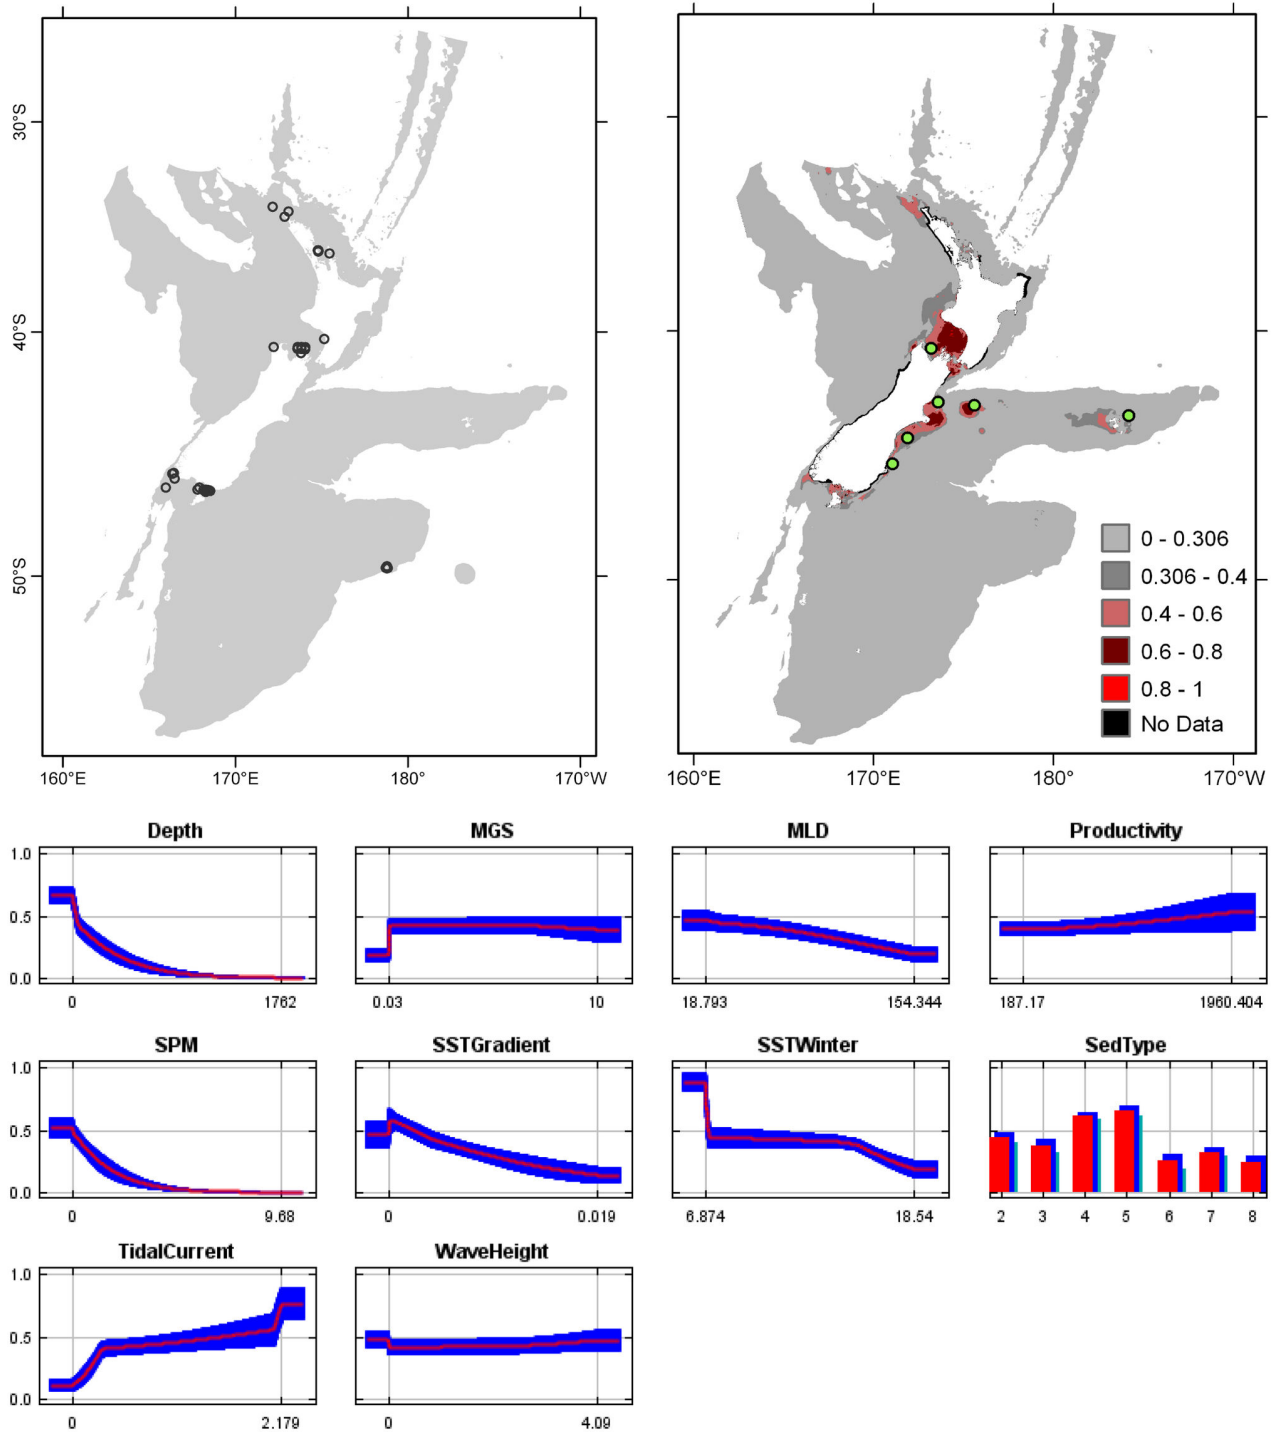 30°S
40°S
50°S
160°E 170°E 180° 170°W
0 - 0.306
0.306 - 0.4
0.4 - 0.6
0.6 - 0.8
0.8 - 1
No Data
160°E 170°E 180° 170°W
Depth MGS MLD Productivity
1.0
0.5
0.0
0 1762 0.03 10 18.793 154.344 187.17 1960.404
SPM SSTGradient SSTWinter SedType
1.0
0.5
0.0
0 9.68 0 0.019 6.874 18.54 2 3 4 5 6 7 8
TidalCurrent WaveHeight
1.0
0.5
0.0
0 2.179 0 4.09